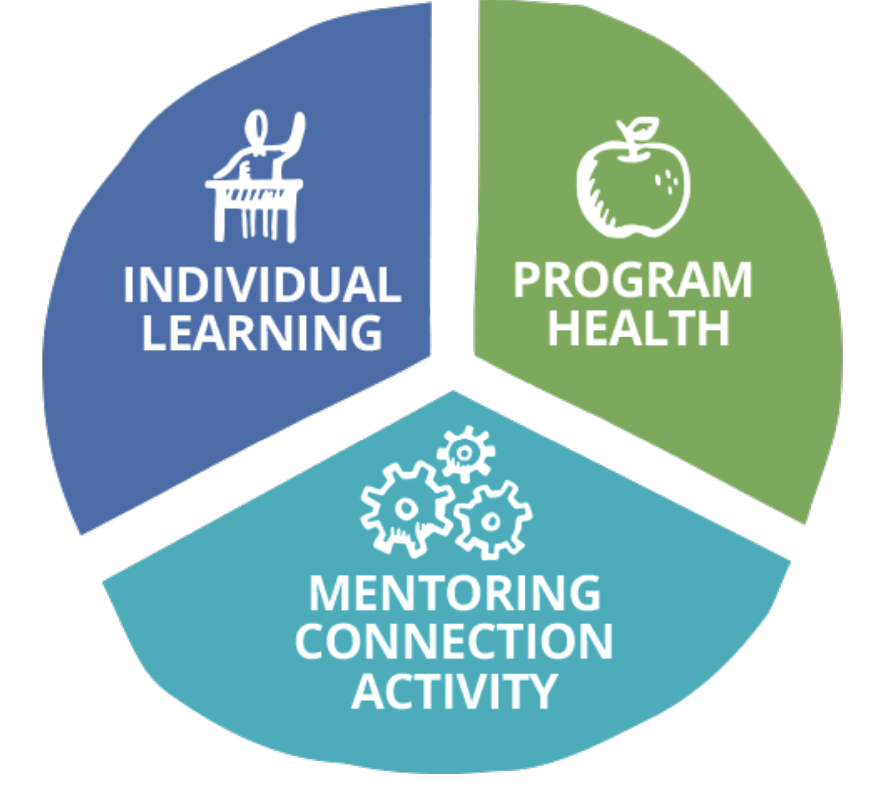 INDIVIDUAL
LEARNING
PROGRAM
HEALTH
MENTORING
CONNECTION
ACTIVITY